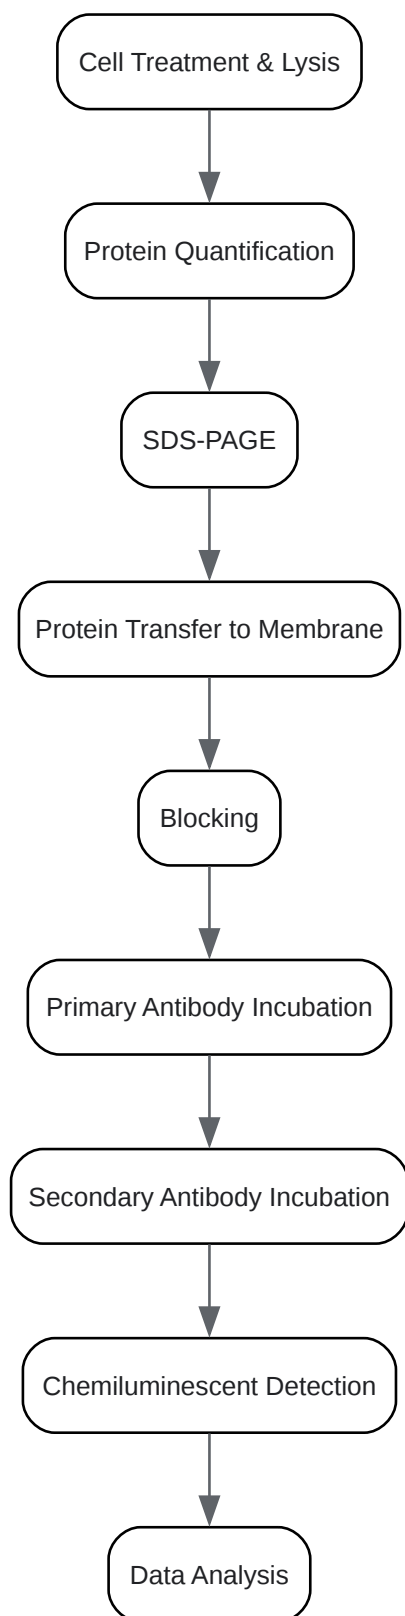 Cell Treatment & Lysis
Protein Quantification
SDS-PAGE
Protein Transfer to Membrane
Blocking
Primary Antibody Incubation
Secondary Antibody Incubation
Chemiluminescent Detection
Data Analysis